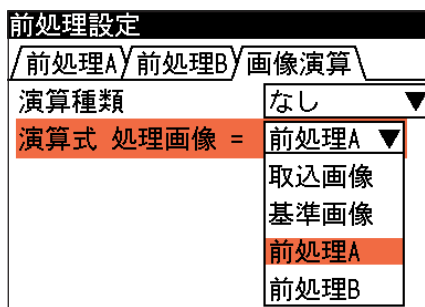 前処理設定
前処理A 前処理B 画像演算
演算種類 なし ▼
演算式 処理画像 = 前処理A ▼
取込画像
基準画像
前処理A
前処理B